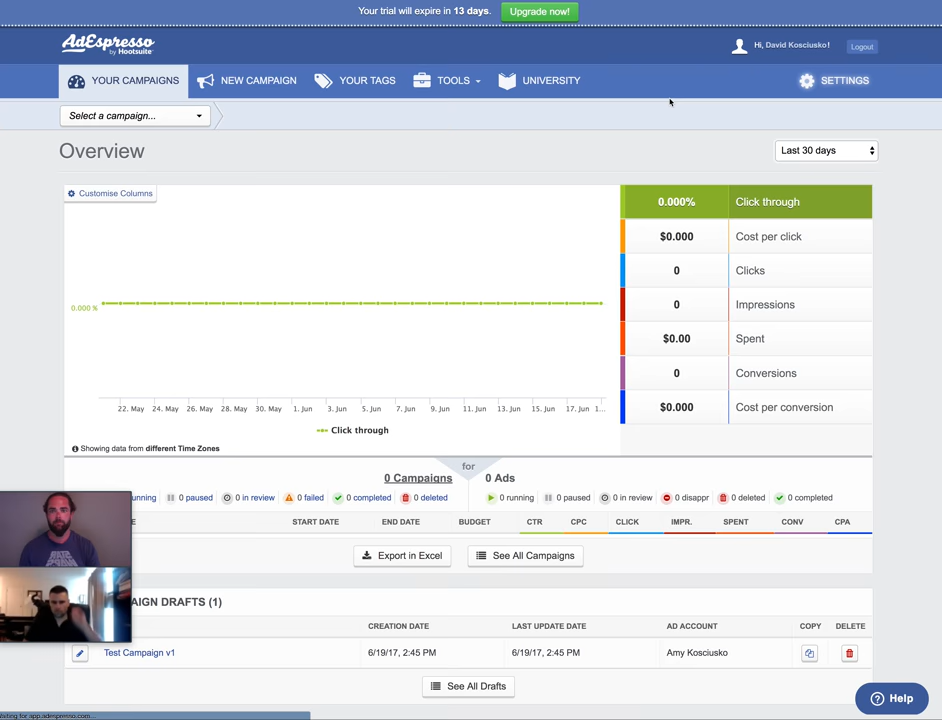 Your trial will expire in 13 days. Upgrade now!
AdEspresso
by Hootsuite
Hi, David Kosciusko! Logout
YOUR CAMPAIGNS NEW CAMPAIGN YOUR TAGS TOOLS UNIVERSITY SETTINGS
Select a campaign...
Overview
Last 30 days
Customise Columns
0.000% Click through
$0.000 Cost per click
0 Clicks
0 Impressions
0.000 %
$0.00 Spent
0 Conversions
$0.000 Cost per conversion
22. May 24. May 26. May 28. May 30. May 1. Jun 3. Jun 5. Jun 7. Jun 9. Jun 11. Jun 13. Jun 15. Jun 17. Jun 1...
Click through
Showing data from different Time Zones
for
0 Campaigns 0 Ads
unning 0 paused 0 in review 0 failed 0 completed 0 deleted 0 running 0 paused 0 in review 0 disappr 0 deleted 0 completed
E START DATE END DATE BUDGET CTR CPC CLICK IMPR. SPENT CONV CPA
Export in Excel See All Campaigns
AIGN DRAFTS (1)
CREATION DATE LAST UPDATE DATE AD ACCOUNT COPY DELETE
Test Campaign v1 6/19/17, 2:45 PM 6/19/17, 2:45 PM Amy Kosciusko
See All Drafts
Help
aiting for app.adespresso.com...